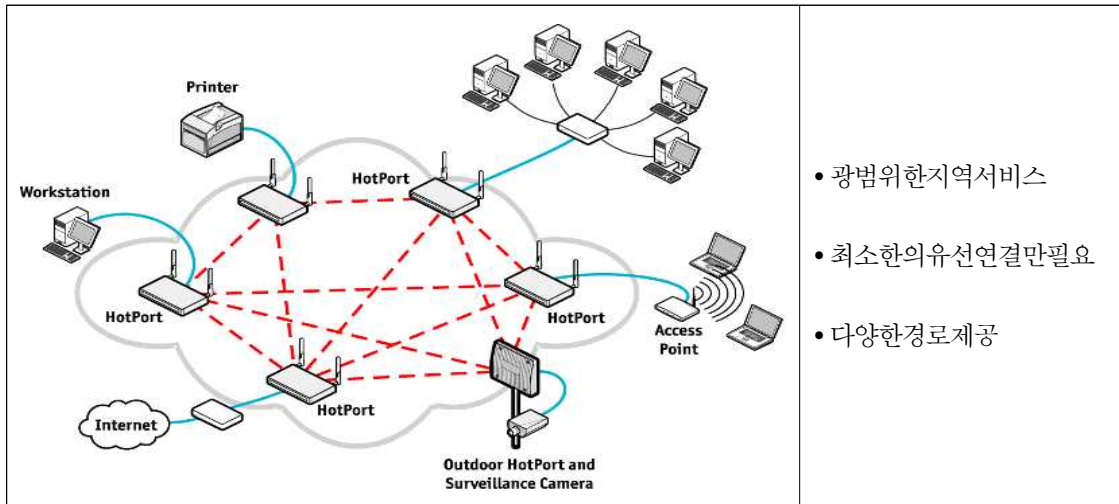 Printer
HotPort
Workstation
HotPort
HotPort
Access
Point
HotPort
Internet
Outdoor HotPort and
Surveillance Camera
• 광범위한지역서비스
• 최소한의유선연결만필요
• 다양한경로제공